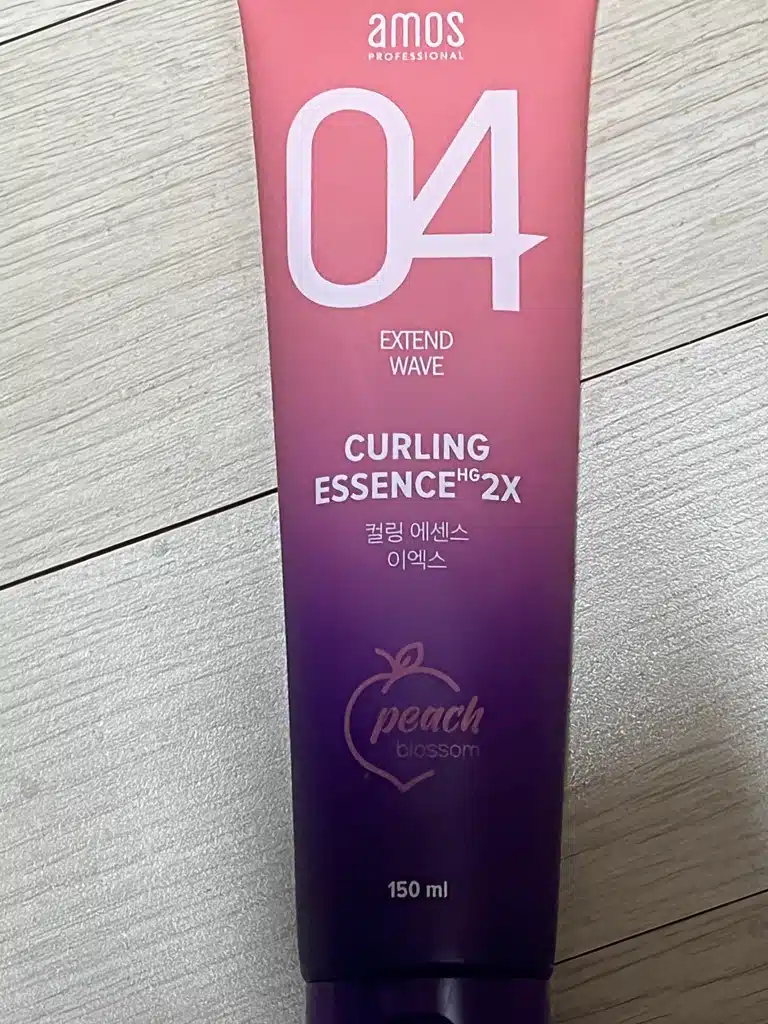 amos
PROFESSIONAL
04
EXTEND
WAVE
CURLING
ESSENCE HG 2X
컬링 에센스
이엑스
peach
blossom
150 ml